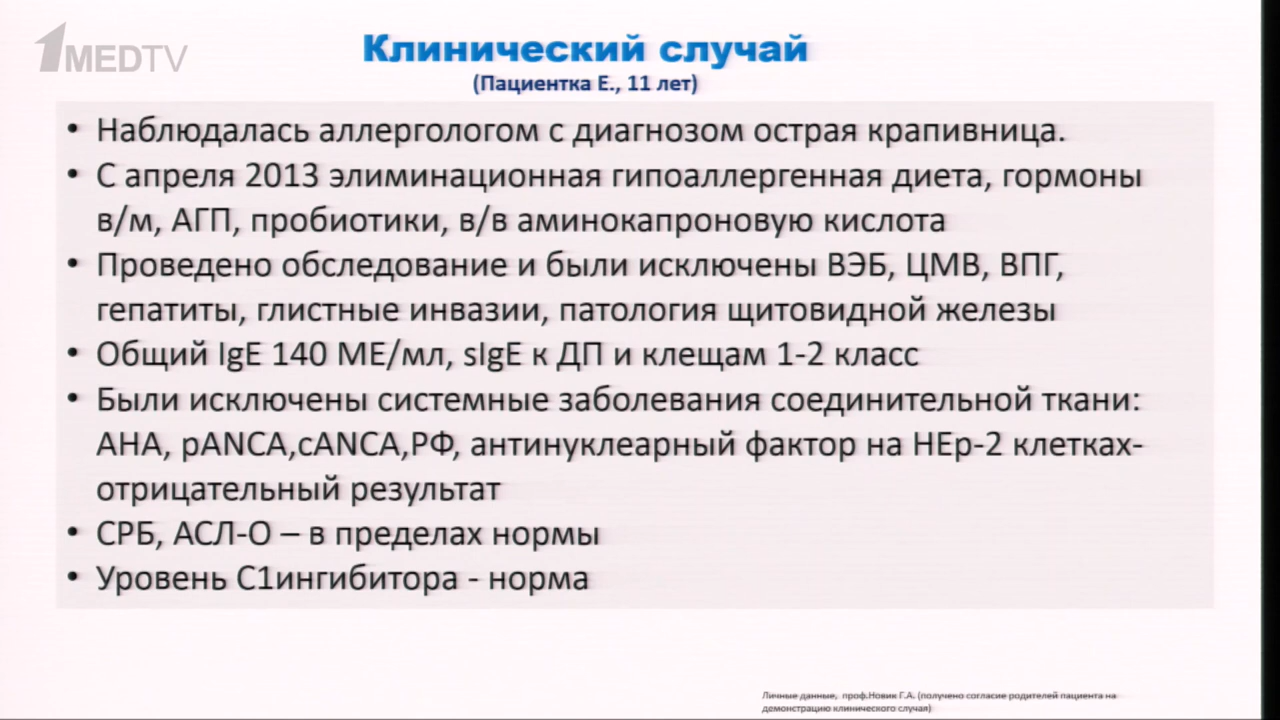 1MEDTV
Клинический случай
(Пациентка Е., 11 лет)
• Наблюдалась аллергологом с диагнозом острая крапивница.
• С апреля 2013 элиминационная гипоаллергенная диета, гормоны
в/м, АГП, пробиотики, в/в аминокапроновую кислота
• Проведено обследование и были исключены ВЭБ, ЦМВ, ВПГ,
гепатиты, глистные инвазии, патология щитовидной железы
• Общий IgE 140 МЕ/мл, sIgE к ДП и клещам 1-2 класс
• Были исключены системные заболевания соединительной ткани:
АНА, pANCA,cANCA,РФ, антинуклеарный фактор на НЕр-2 клетках-
отрицательный результат
• СРБ, АСЛ-О – в пределах нормы
• Уровень С1ингибитора - норма
Личные данные, проф.Новик Г.А. (получено согласие родителей пациента на
демонстрацию клинического случая)